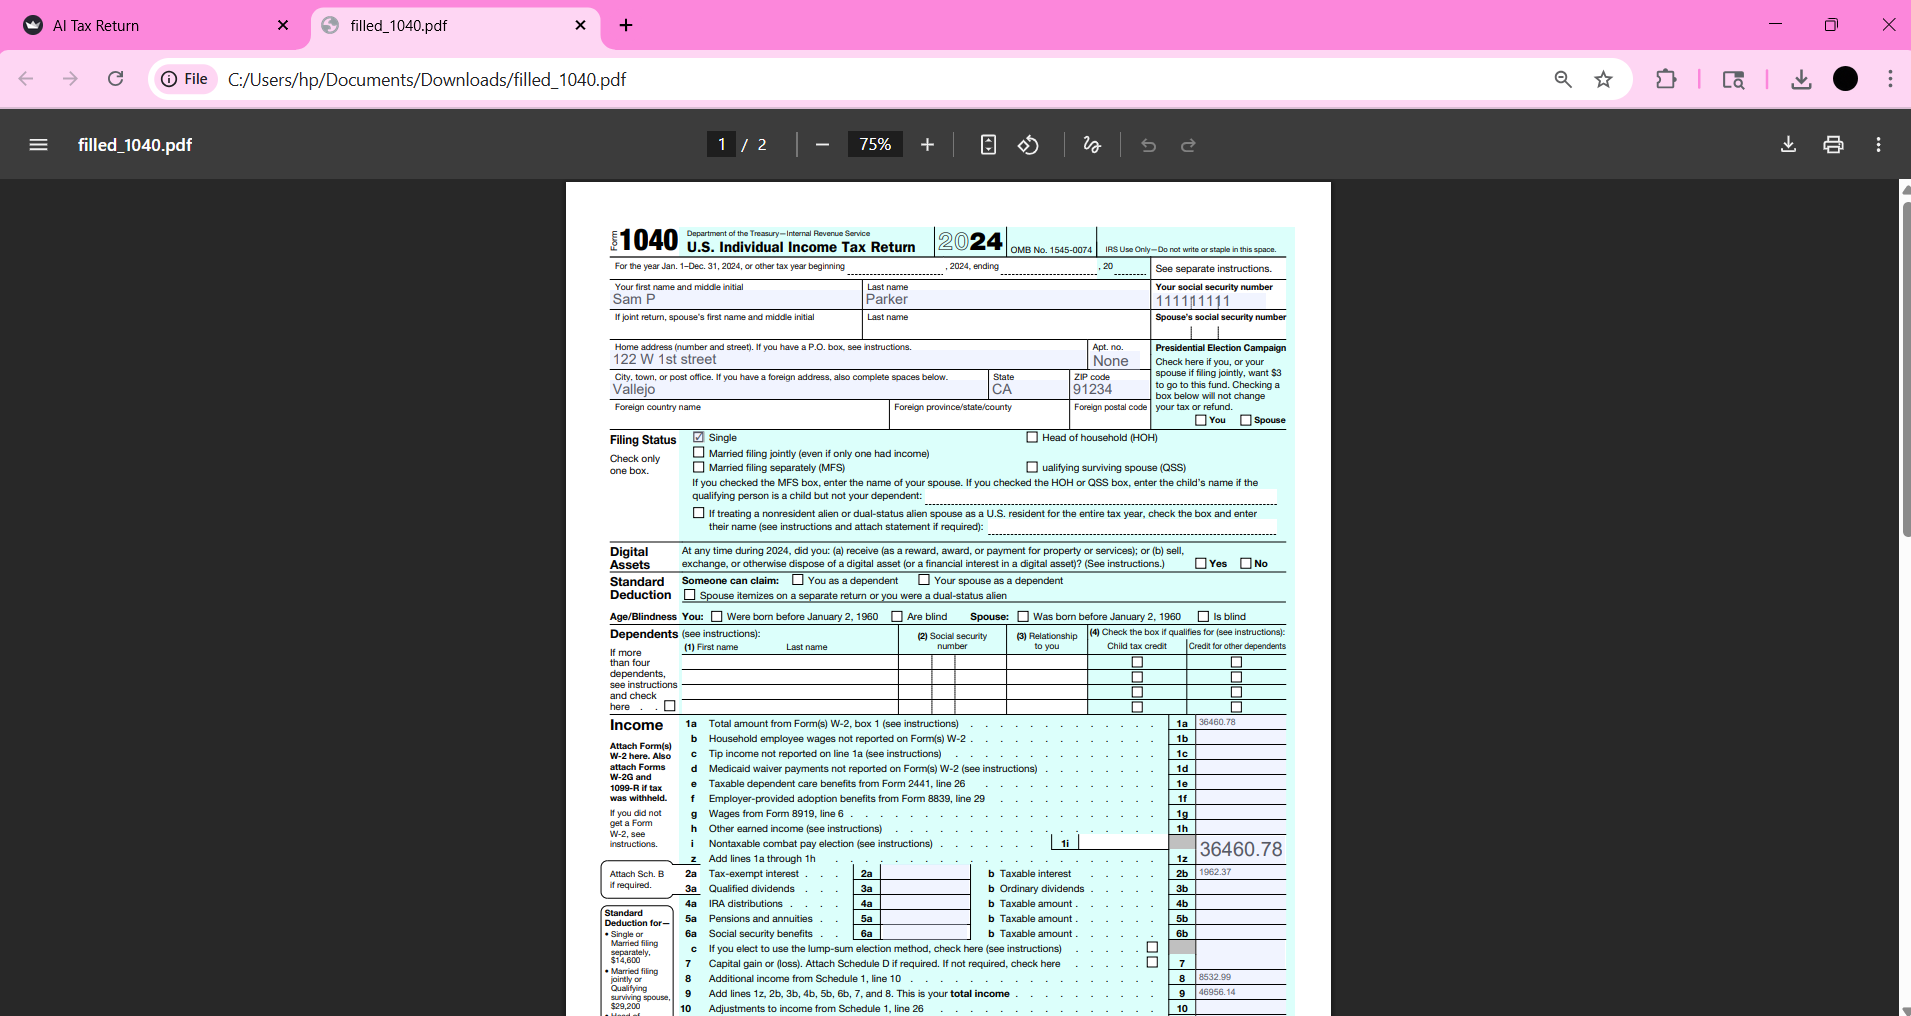 AI Tax Return
filled_1040.pdf
File
C:/Users/hp/Documents/Downloads/filled_1040.pdf
filled_1040.pdf
1 / 2
75%
Form 1040
Department of the Treasury—Internal Revenue Service
U.S. Individual Income Tax Return
2024
OMB No. 1545-0074
IRS Use Only—Do not write or staple in this space.
For the year Jan. 1–Dec. 31, 2024, or other tax year beginning , 2024, ending , 20
See separate instructions.
Your first name and middle initial
Last name
Your social security number
Sam P
Parker
111111111
If joint return, spouse's first name and middle initial
Last name
Spouse's social security number
Home address (number and street). If you have a P.O. box, see instructions.
Apt. no.
122 W 1st street
None
City, town, or post office. If you have a foreign address, also complete spaces below.
State
ZIP code
Vallejo
CA
91234
Foreign country name
Foreign province/state/county
Foreign postal code
Presidential Election Campaign
Check here if you, or your
spouse if filing jointly, want $3
to go to this fund. Checking a
box below will not change
your tax or refund.
You Spouse
Filing Status
Check only
one box.
Single
Head of household (HOH)
Married filing jointly (even if only one had income)
Married filing separately (MFS)
ualifying surviving spouse (QSS)
If you checked the MFS box, enter the name of your spouse. If you checked the HOH or QSS box, enter the child's name if the
qualifying person is a child but not your dependent:
If treating a nonresident alien or dual-status alien spouse as a U.S. resident for the entire tax year, check the box and enter
their name (see instructions and attach statement if required):
Digital
Assets
At any time during 2024, did you: (a) receive (as a reward, award, or payment for property or services); or (b) sell,
exchange, or otherwise dispose of a digital asset (or a financial interest in a digital asset)? (See instructions.)
Yes No
Standard
Deduction
Someone can claim: You as a dependent Your spouse as a dependent
Spouse itemizes on a separate return or you were a dual-status alien
Age/Blindness You: Were born before January 2, 1960 Are blind Spouse: Was born before January 2, 1960 Is blind
Dependents (see instructions):
(1) First name Last name
(2) Social security
number
(3) Relationship
to you
(4) Check the box if qualifies for (see instructions):
Child tax credit
Credit for other dependents
If more
than four
dependents,
see instructions
and check
here . .
Income
Attach Form(s)
W-2 here. Also
attach Forms
W-2G and
1099-R if tax
was withheld.
If you did not
get a Form
W-2, see
instructions.
1a Total amount from Form(s) W-2, box 1 (see instructions) 1a 36460.78
b Household employee wages not reported on Form(s) W-2 1b
c Tip income not reported on line 1a (see instructions) 1c
d Medicaid waiver payments not reported on Form(s) W-2 (see instructions) 1d
e Taxable dependent care benefits from Form 2441, line 26 1e
f Employer-provided adoption benefits from Form 8839, line 29 1f
g Wages from Form 8919, line 6 1g
h Other earned income (see instructions) 1h
i Nontaxable combat pay election (see instructions) 1i
z Add lines 1a through 1h 1z 36460.78
Attach Sch. B
if required.
2a Tax-exempt interest 2a b Taxable interest 2b 1962.37
3a Qualified dividends 3a b Ordinary dividends 3b
4a IRA distributions 4a b Taxable amount 4b
5a Pensions and annuities 5a b Taxable amount 5b
6a Social security benefits 6a b Taxable amount 6b
c If you elect to use the lump-sum election method, check here (see instructions)
7 Capital gain or (loss). Attach Schedule D if required. If not required, check here 7
8 Additional income from Schedule 1, line 10 8 8532.99
9 Add lines 1z, 2b, 3b, 4b, 5b, 6b, 7, and 8. This is your total income 9 46956.14
10 Adjustments to income from Schedule 1, line 26 10
Standard
Deduction for—
• Single or
Married filing
separately,
$14,600
• Married filing
jointly or
Qualifying
surviving spouse,
$29,200
• Head of